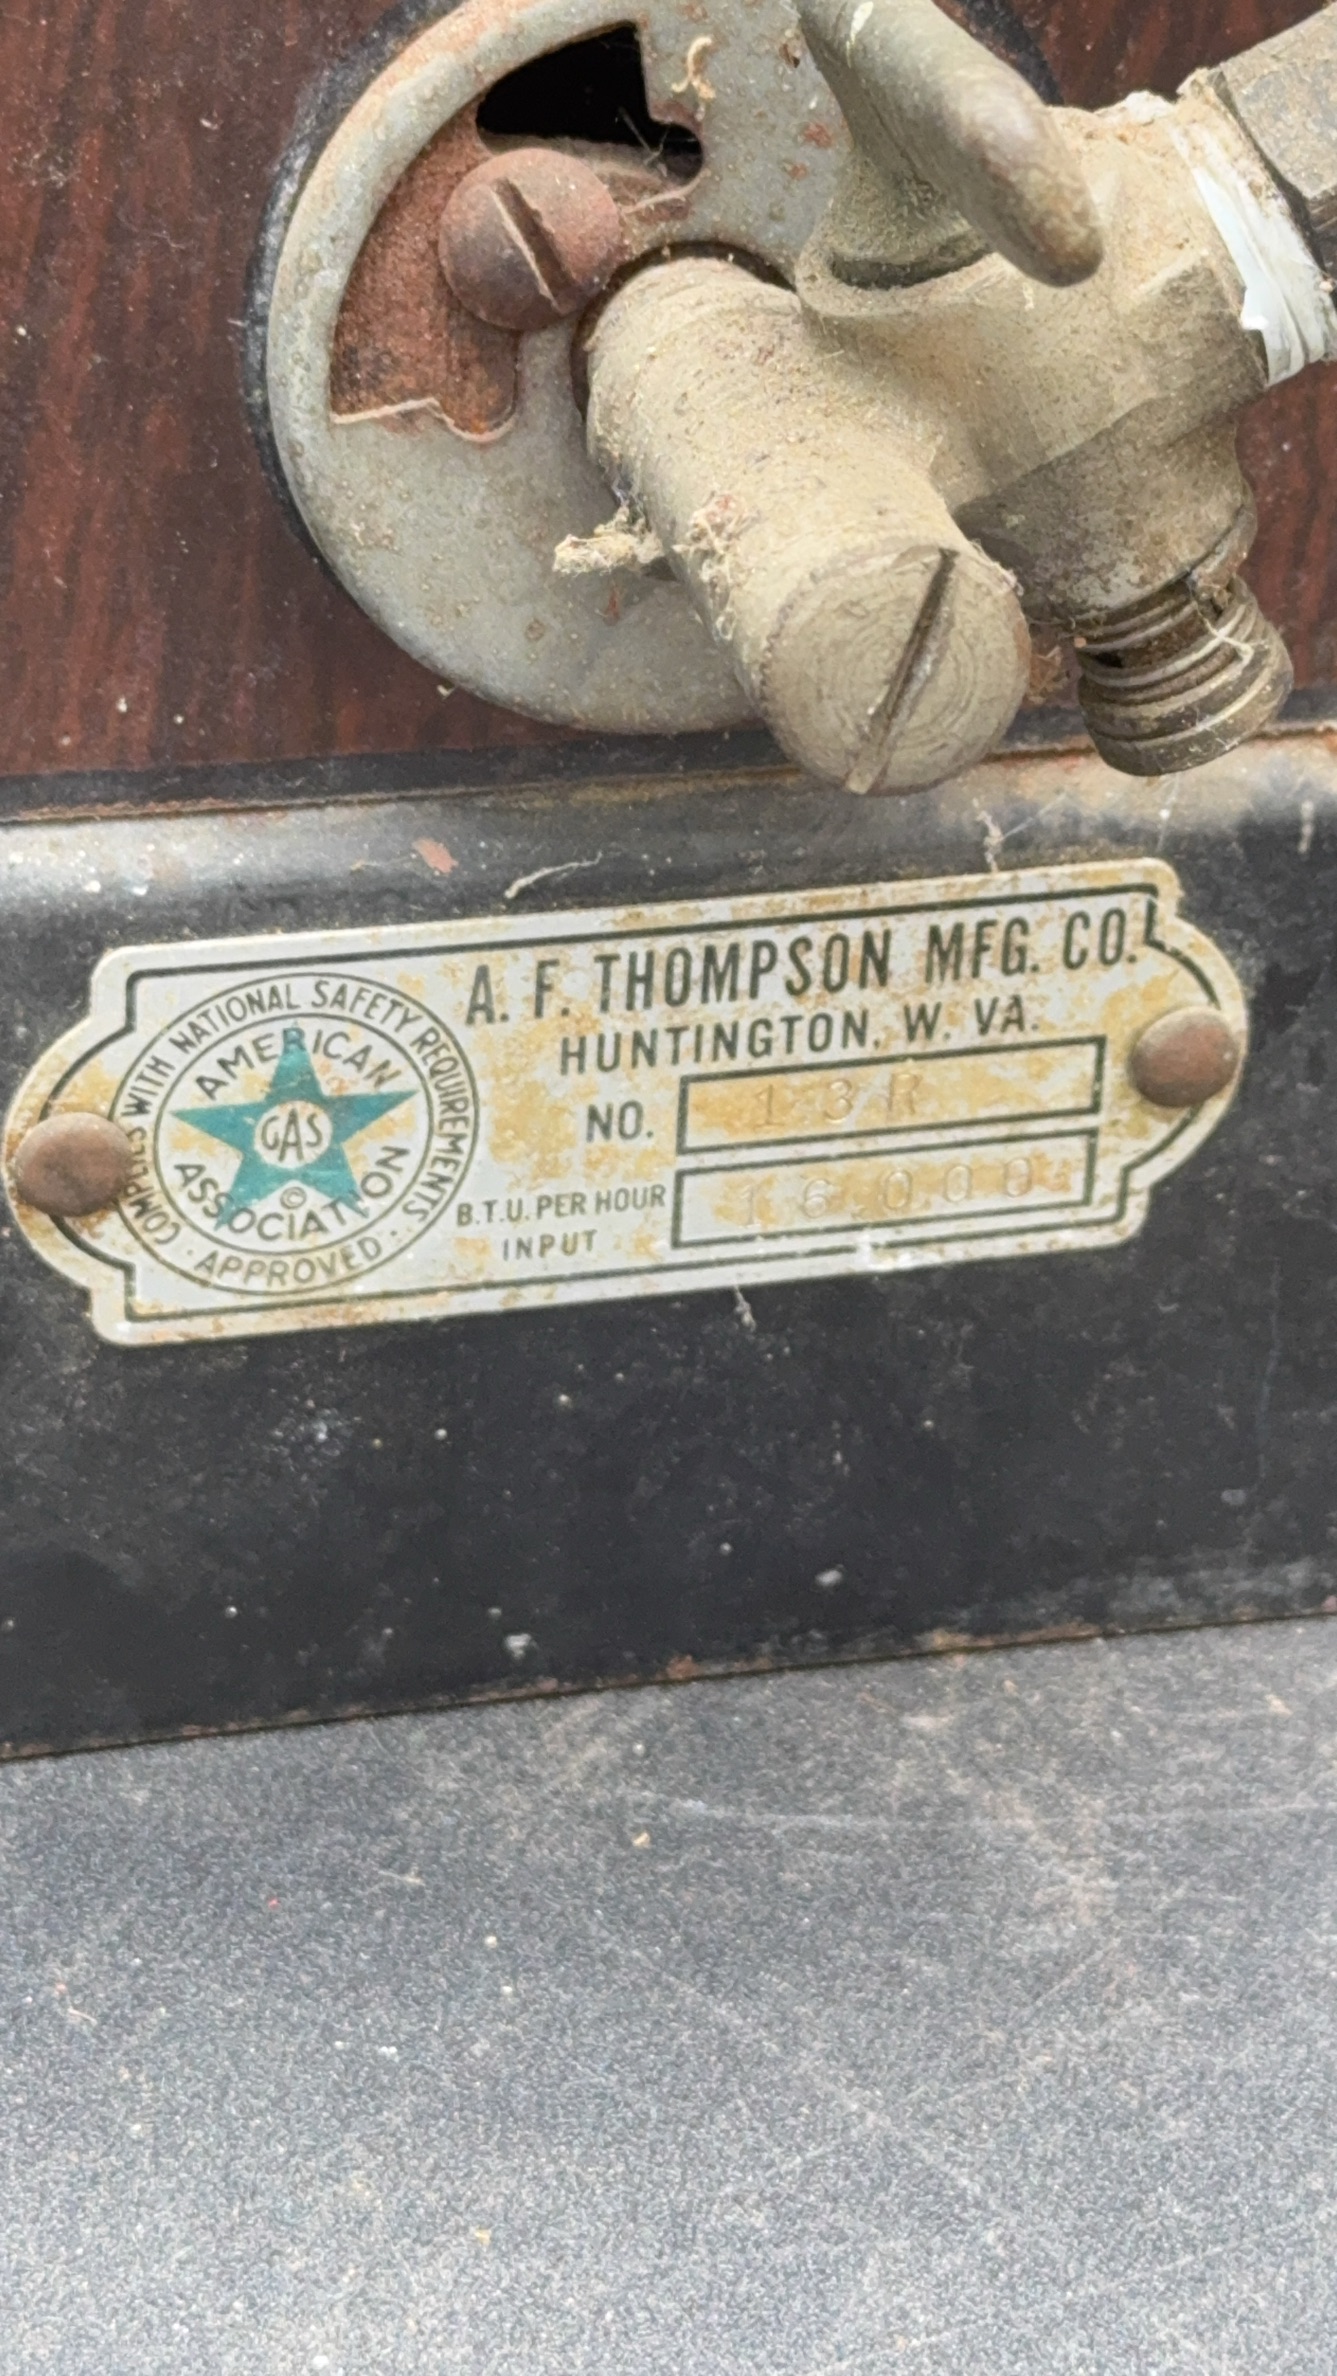 COMPLIES WITH NATIONAL SAFETY REQUIREMENTS
· APPROVED ·
AMERICAN
GAS
©
ASSOCIATION
A. F. THOMPSON MFG. CO.
HUNTINGTON, W. VA.
NO. 13R
B.T.U. PER HOUR
INPUT 16,000